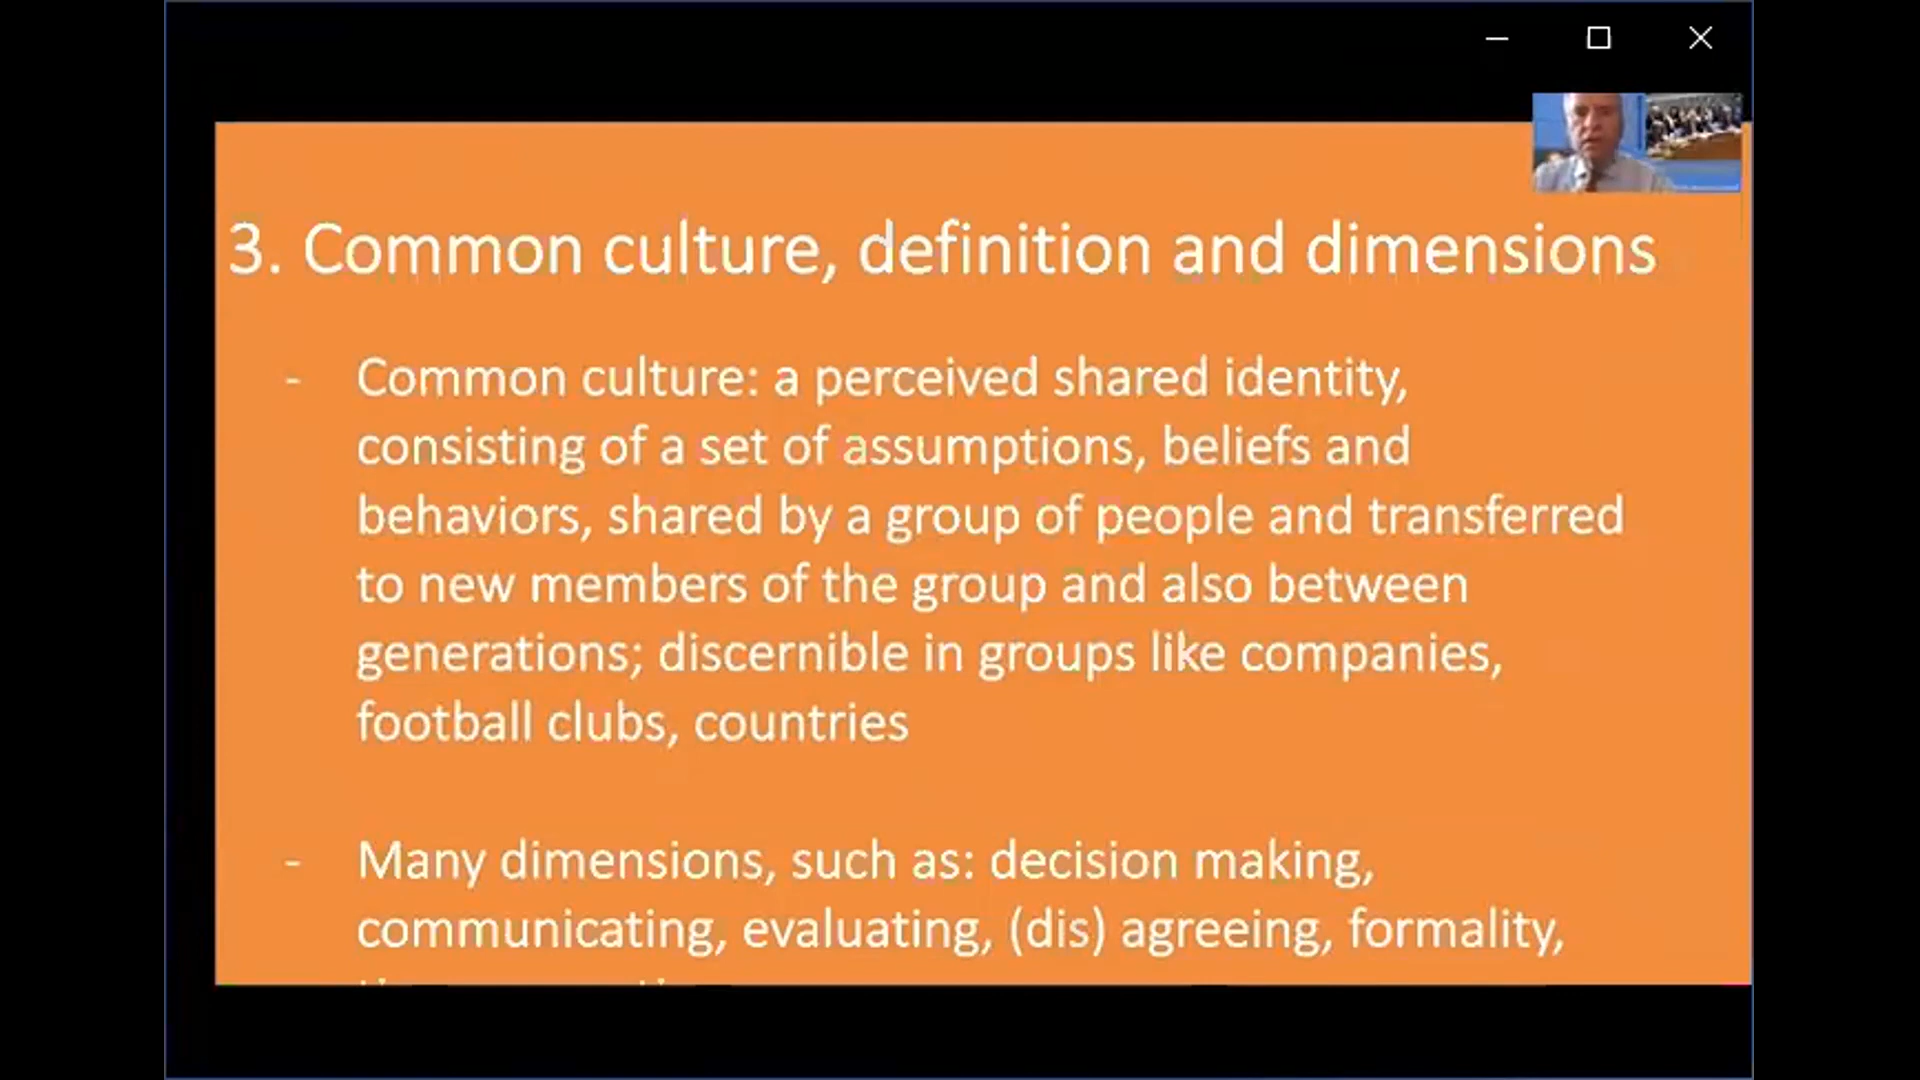 3. Common culture, definition and dimensions
- Common culture: a perceived shared identity,
consisting of a set of assumptions, beliefs and
behaviors, shared by a group of people and transferred
to new members of the group and also between
generations; discernible in groups like companies,
football clubs, countries
- Many dimensions, such as: decision making,
communicating, evaluating, (dis) agreeing, formality,